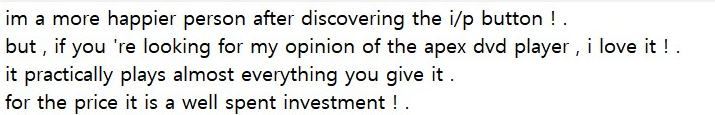 im a more happier person after discovering the i/p button ! .
but , if you 're looking for my opinion of the apex dvd player , i love it ! .
it practically plays almost everything you give it .
for the price it is a well spent investment ! .